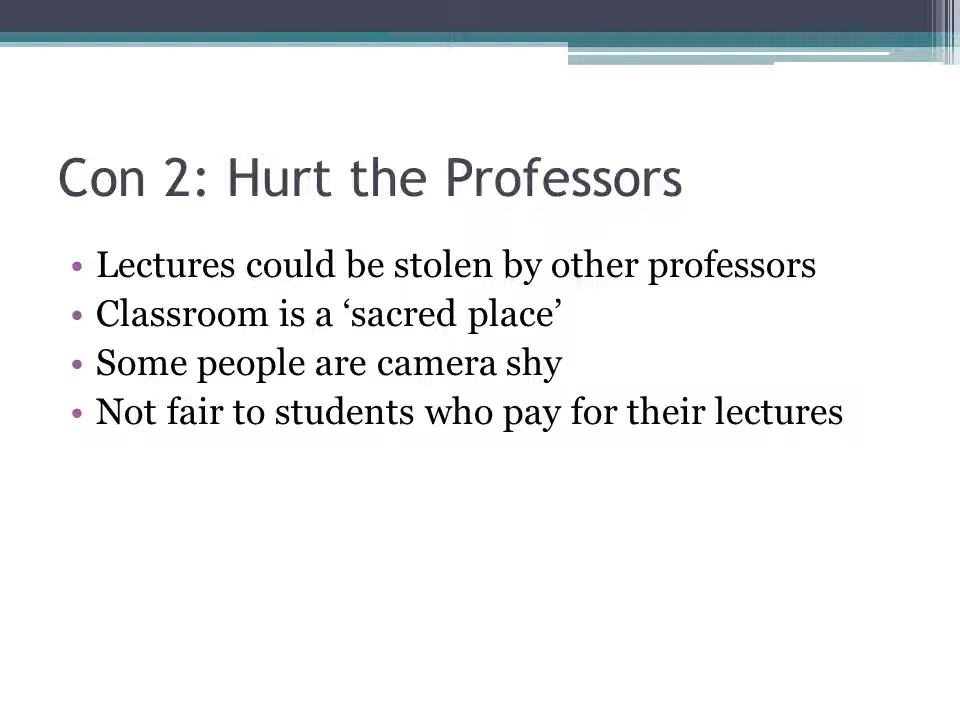 Con 2: Hurt the Professors
• Lectures could be stolen by other professors
• Classroom is a ‘sacred place’
• Some people are camera shy
• Not fair to students who pay for their lectures